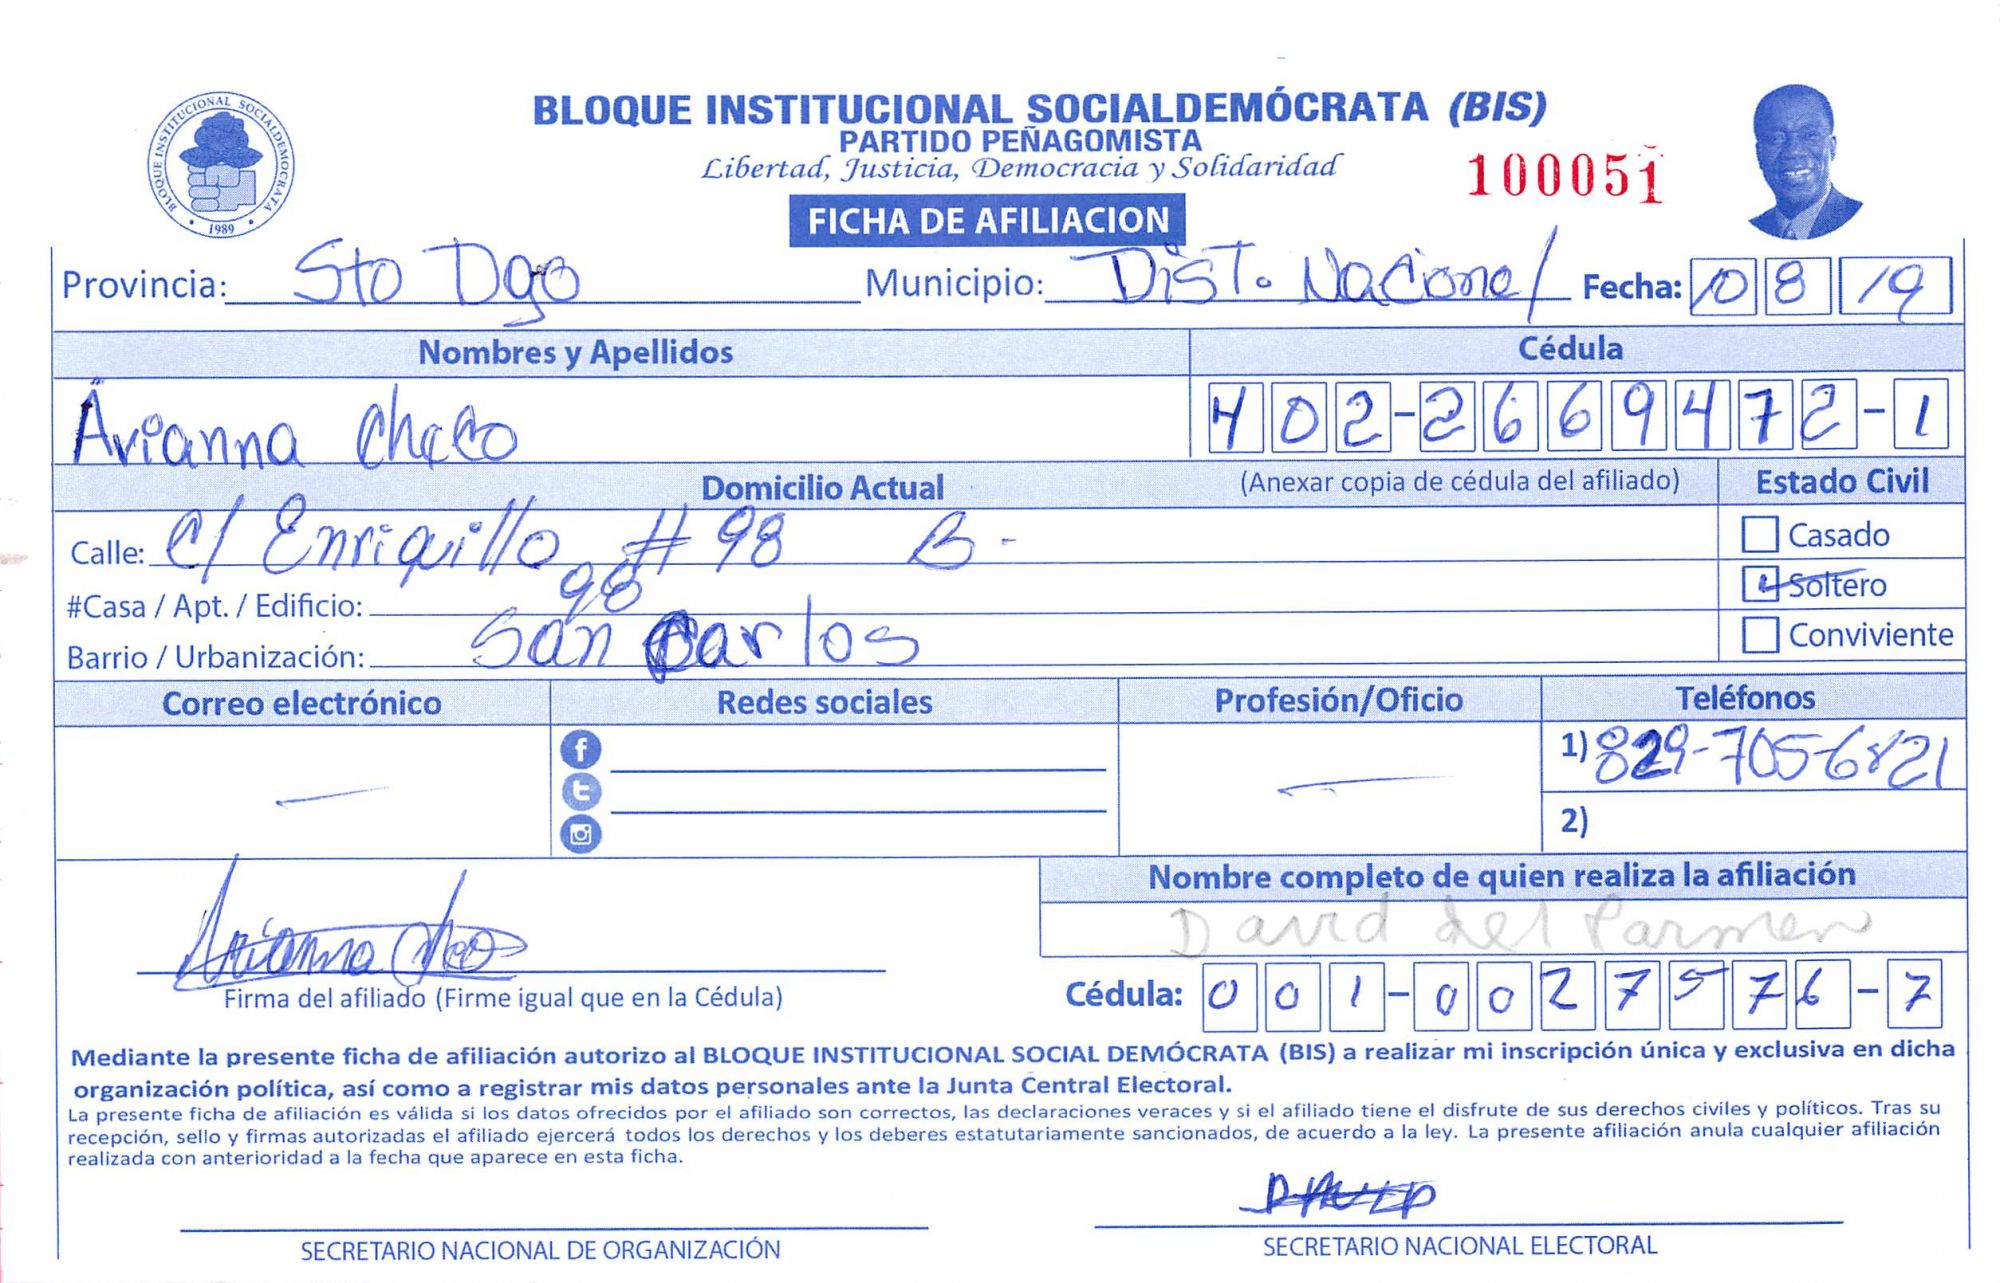 BLOQUE INSTITUCIONAL SOCIALDEMOCRATA
1989
BLOQUE INSTITUCIONAL SOCIALDEMÓCRATA (BIS)
PARTIDO PEÑAGOMISTA
Libertad, Justicia, Democracia y Solidaridad
100051
FICHA DE AFILIACION
Provincia: Sto Dgo Municipio: Dist. Nacional Fecha: 10 8 19
Nombres y Apellidos Cédula
Arianna Checo 402-2669472-1
Domicilio Actual (Anexar copia de cédula del afiliado) Estado Civil
Calle: C/ Enriquillo # 98 B- Casado
#Casa / Apt. / Edificio: 98 Soltero
Barrio / Urbanización: San Carlos Conviviente
Correo electrónico Redes sociales Profesión/Oficio Teléfonos
1) 829-705-6821
2)
Nombre completo de quien realiza la afiliación
David del Carmen
Arianna Checo
Firma del afiliado (Firme igual que en la Cédula) Cédula: 001-0027576-7
Mediante la presente ficha de afiliación autorizo al BLOQUE INSTITUCIONAL SOCIAL DEMÓCRATA (BIS) a realizar mi inscripción única y exclusiva en dicha
organización política, así como a registrar mis datos personales ante la Junta Central Electoral.
La presente ficha de afiliación es válida si los datos ofrecidos por el afiliado son correctos, las declaraciones veraces y si el afiliado tiene el disfrute de sus derechos civiles y políticos. Tras su
recepción, sello y firmas autorizadas el afiliado ejercerá todos los derechos y los deberes estatutariamente sancionados, de acuerdo a la ley. La presente afiliación anula cualquier afiliación
realizada con anterioridad a la fecha que aparece en esta ficha.
DAVID
SECRETARIO NACIONAL DE ORGANIZACIÓN SECRETARIO NACIONAL ELECTORAL